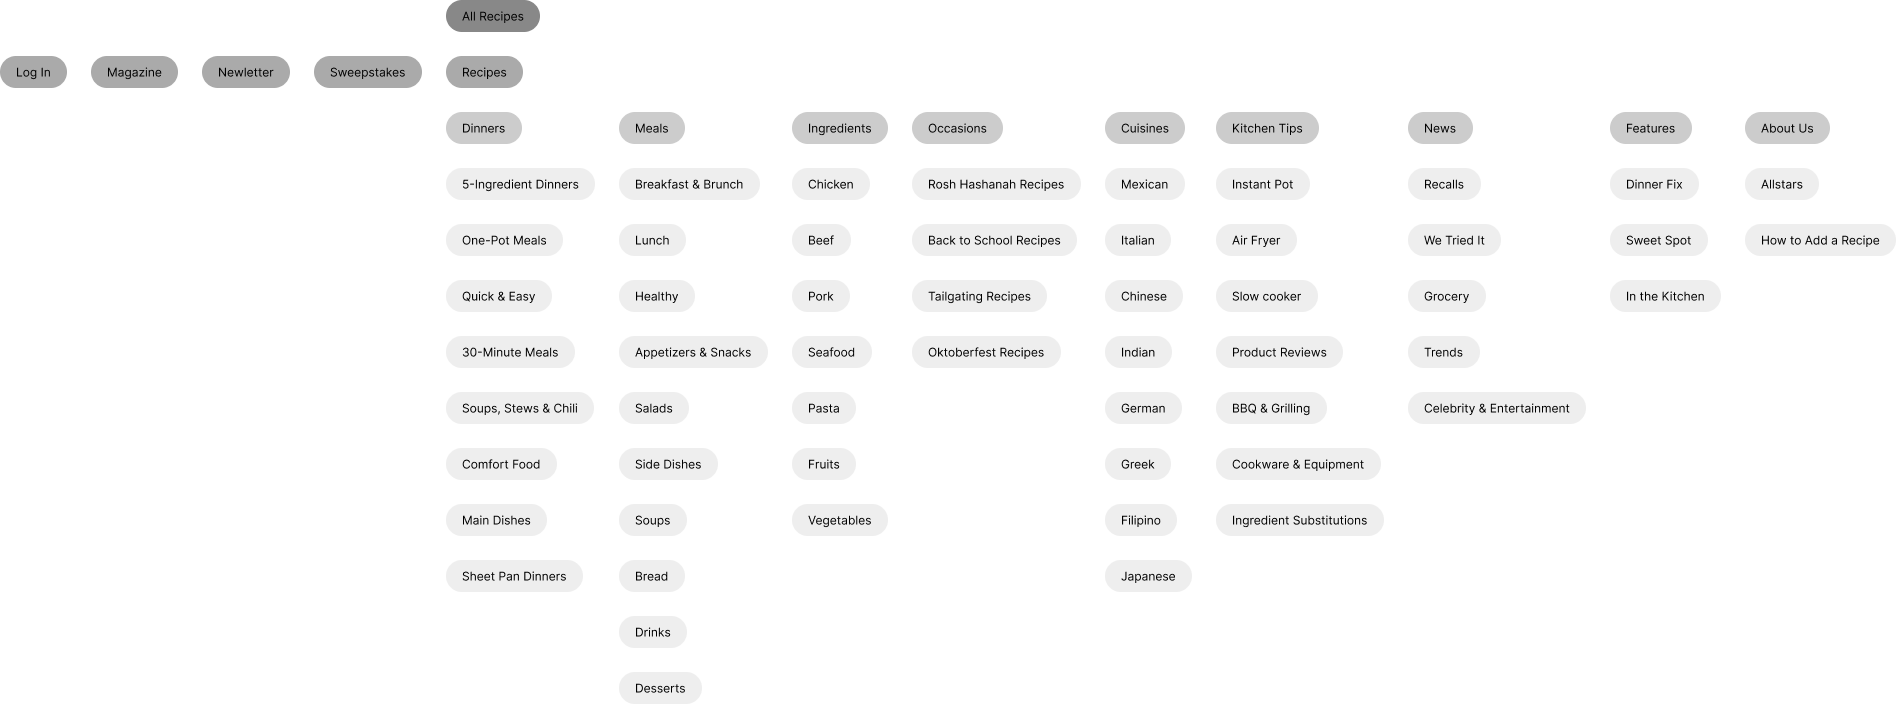 All Recipes
Log In Magazine Newletter Sweepstakes Recipes
Dinners Meals Ingredients Occasions Cuisines Kitchen Tips News Features About Us
5-Ingredient Dinners Breakfast & Brunch Chicken Rosh Hashanah Recipes Mexican Instant Pot Recalls Dinner Fix Allstars
One-Pot Meals Lunch Beef Back to School Recipes Italian Air Fryer We Tried It Sweet Spot How to Add a Recipe
Quick & Easy Healthy Pork Tailgating Recipes Chinese Slow cooker Grocery In the Kitchen
30-Minute Meals Appetizers & Snacks Seafood Oktoberfest Recipes Indian Product Reviews Trends
Soups, Stews & Chili Salads Pasta German BBQ & Grilling Celebrity & Entertainment
Comfort Food Side Dishes Fruits Greek Cookware & Equipment
Main Dishes Soups Vegetables Filipino Ingredient Substitutions
Sheet Pan Dinners Bread Japanese
Drinks
Desserts